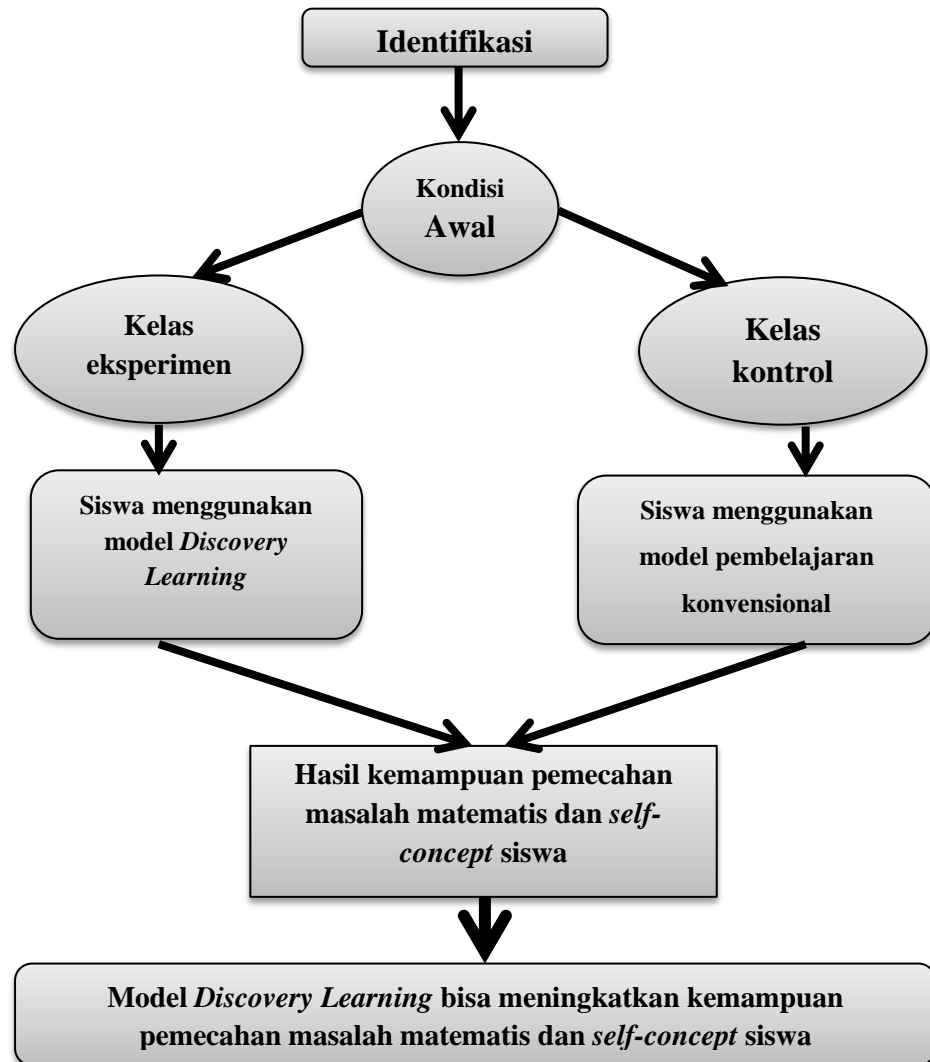 Identifikasi
Kondisi
Awal
Kelas
eksperimen
Kelas
kontrol
Siswa menggunakan
model Discovery
Learning
Siswa menggunakan
model pembelajaran
konvensional
Hasil kemampuan pemecahan
masalah matematis dan self-
concept siswa
Model Discovery Learning bisa meningkatkan kemampuan
pemecahan masalah matematis dan self-concept siswa